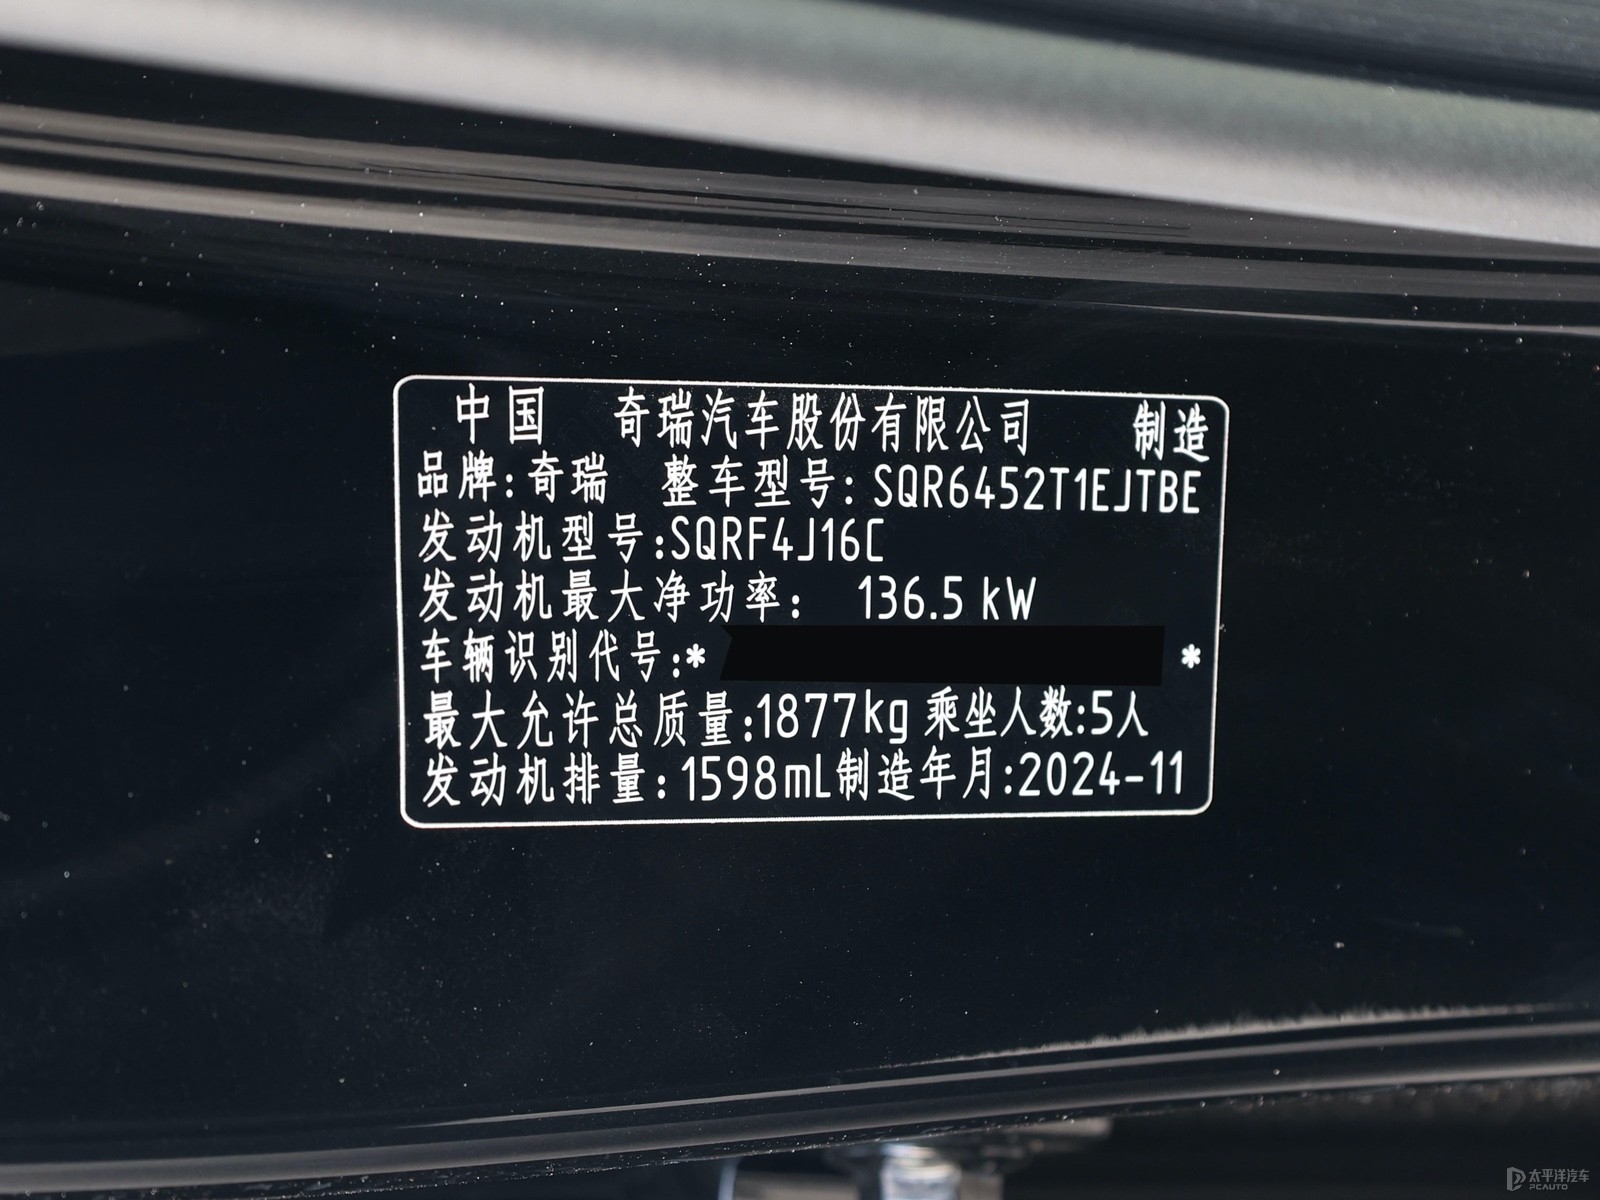 中国 奇瑞汽车股份有限公司 制造
品牌:奇瑞 整车型号: SQR6452T1EJTBE
发动机型号:SQRF4J16C
发动机最大净功率: 136.5 kW
车辆识别代号:* *
最大允许总质量:1877kg 乘坐人数:5人
发动机排量: 1598mL制造年月:2024-11
太平洋汽车
PCAUTO